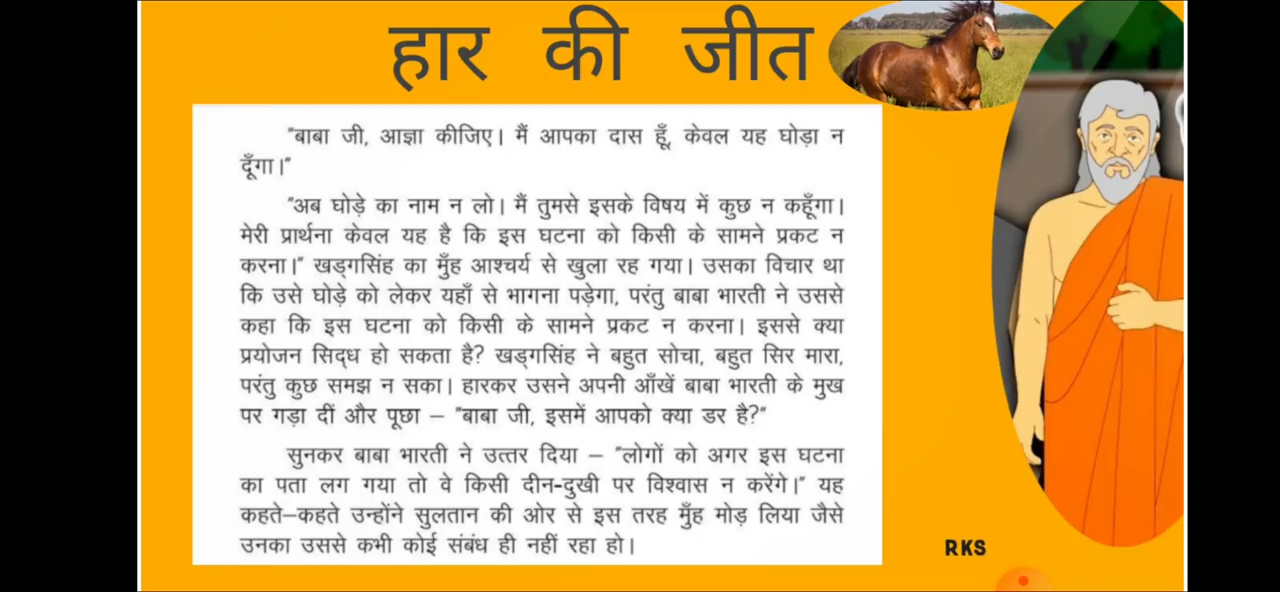 हार की जीत
"बाबा जी, आज्ञा कीजिए। मैं आपका दास हूँ, केवल यह घोड़ा न
दूँगा।"
"अब घोड़े का नाम न लो। मैं तुमसे इसके विषय में कुछ न कहूँगा।
मेरी प्रार्थना केवल यह है कि इस घटना को किसी के सामने प्रकट न
करना।" खड्गसिंह का मुँह आश्चर्य से खुला रह गया। उसका विचार था
कि उसे घोड़े को लेकर यहाँ से भागना पड़ेगा, परंतु बाबा भारती ने उससे
कहा कि इस घटना को किसी के सामने प्रकट न करना। इससे क्या
प्रयोजन सिद्ध हो सकता है? खड्गसिंह ने बहुत सोचा, बहुत सिर मारा,
परंतु कुछ समझ न सका। हारकर उसने अपनी आँखें बाबा भारती के मुख
पर गड़ा दीं और पूछा – "बाबा जी, इसमें आपको क्या डर है?"
सुनकर बाबा भारती ने उत्तर दिया – "लोगों को अगर इस घटना
का पता लग गया तो वे किसी दीन-दुखी पर विश्वास न करेंगे।" यह
कहते–कहते उन्होंने सुलतान की ओर से इस तरह मुँह मोड़ लिया जैसे
उनका उससे कभी कोई संबंध ही नहीं रहा हो।
RKS